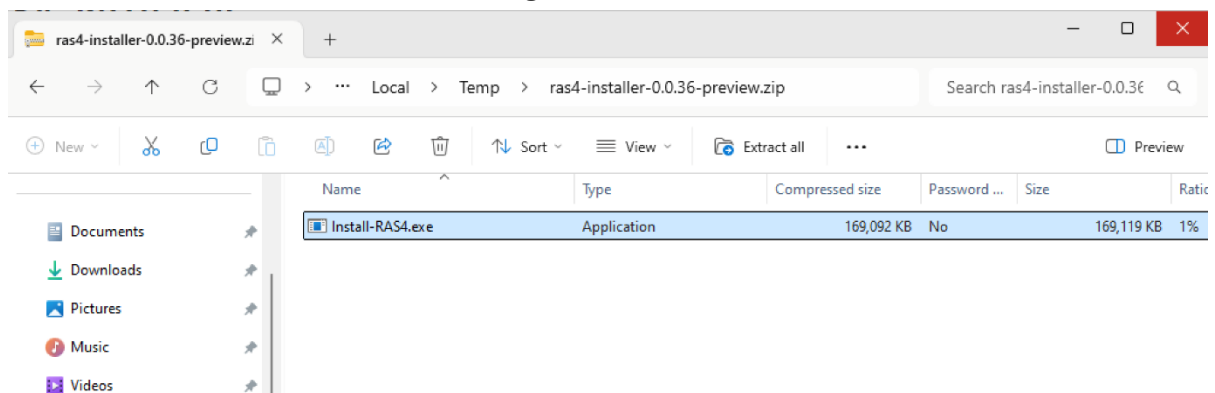 ras4-installer-0.0.36-preview.zi
Local > Temp > ras4-installer-0.0.36-preview.zip
Search ras4-installer-0.0.36
New
Sort
View
Extract all
Preview
Name Type Compressed size Password ... Size Ratio
Install-RAS4.exe Application 169,092 KB No 169,119 KB 1%
Documents
Downloads
Pictures
Music
Videos